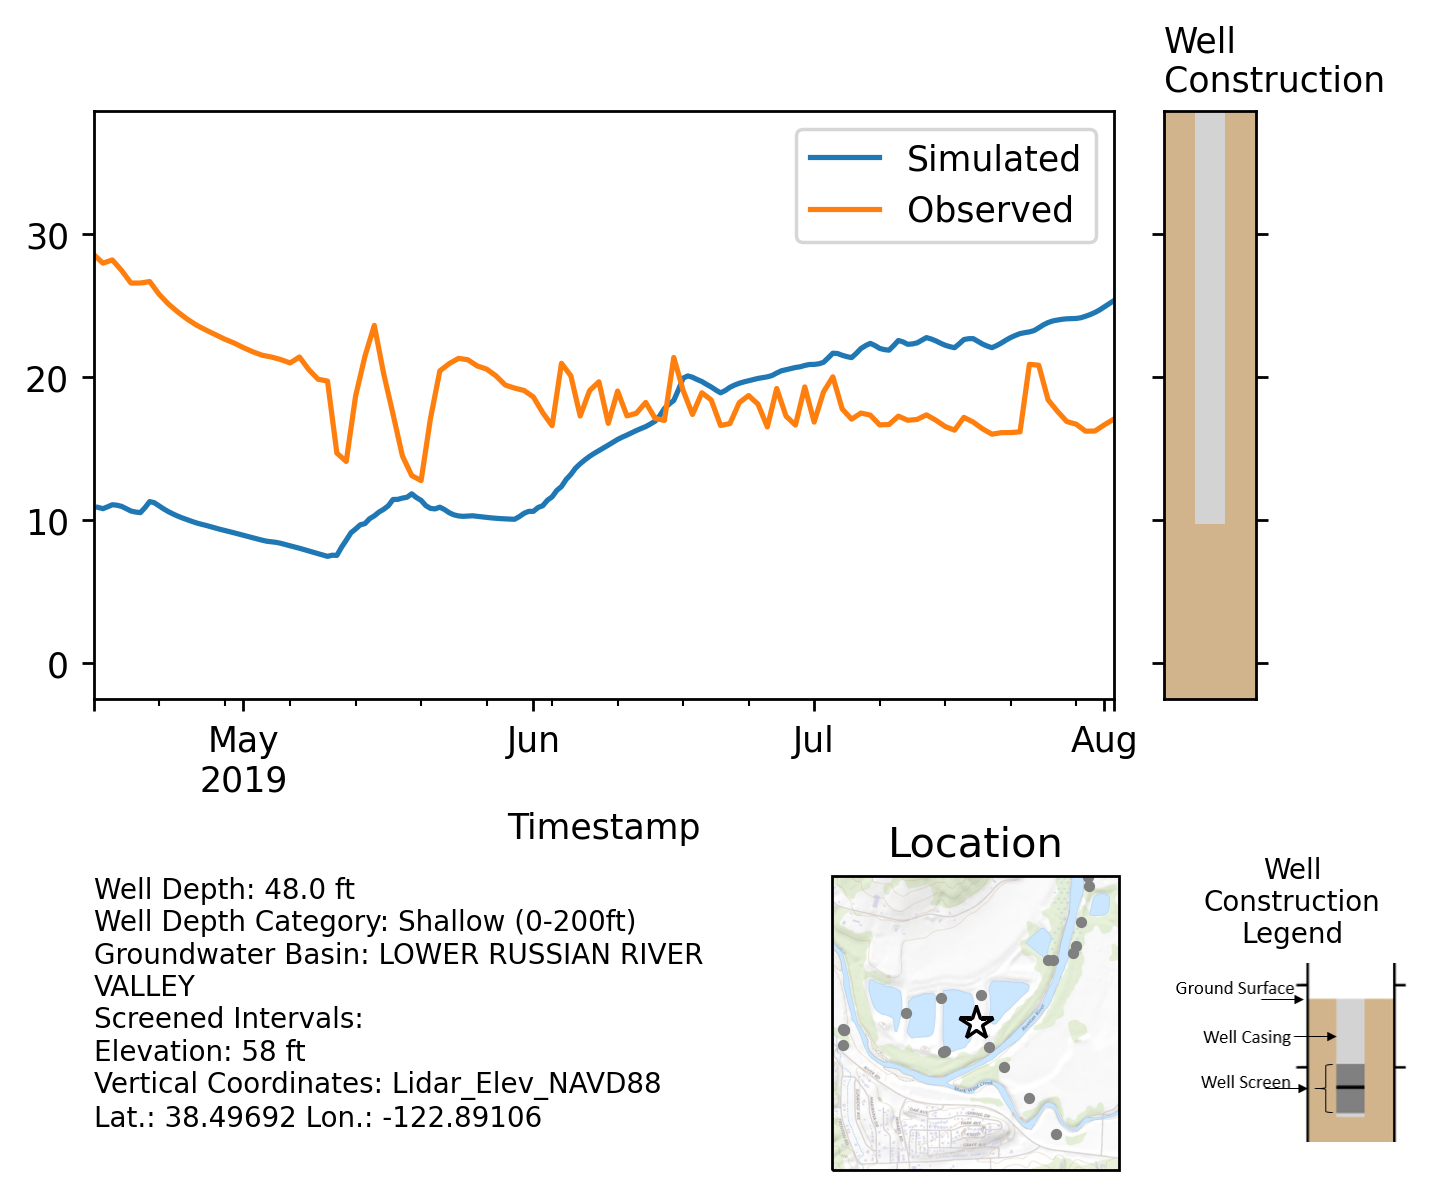 Well
Construction
Simulated
Observed
30
20
10
0
May
2019
Jun
Jul
Aug
Timestamp
Well Depth: 48.0 ft
Well Depth Category: Shallow (0-200ft)
Groundwater Basin: LOWER RUSSIAN RIVER
VALLEY
Screened Intervals:
Elevation: 58 ft
Vertical Coordinates: Lidar_Elev_NAVD88
Lat.: 38.49692 Lon.: -122.89106
Location
Well
Construction
Legend
Ground Surface
Well Casing
Well Screen